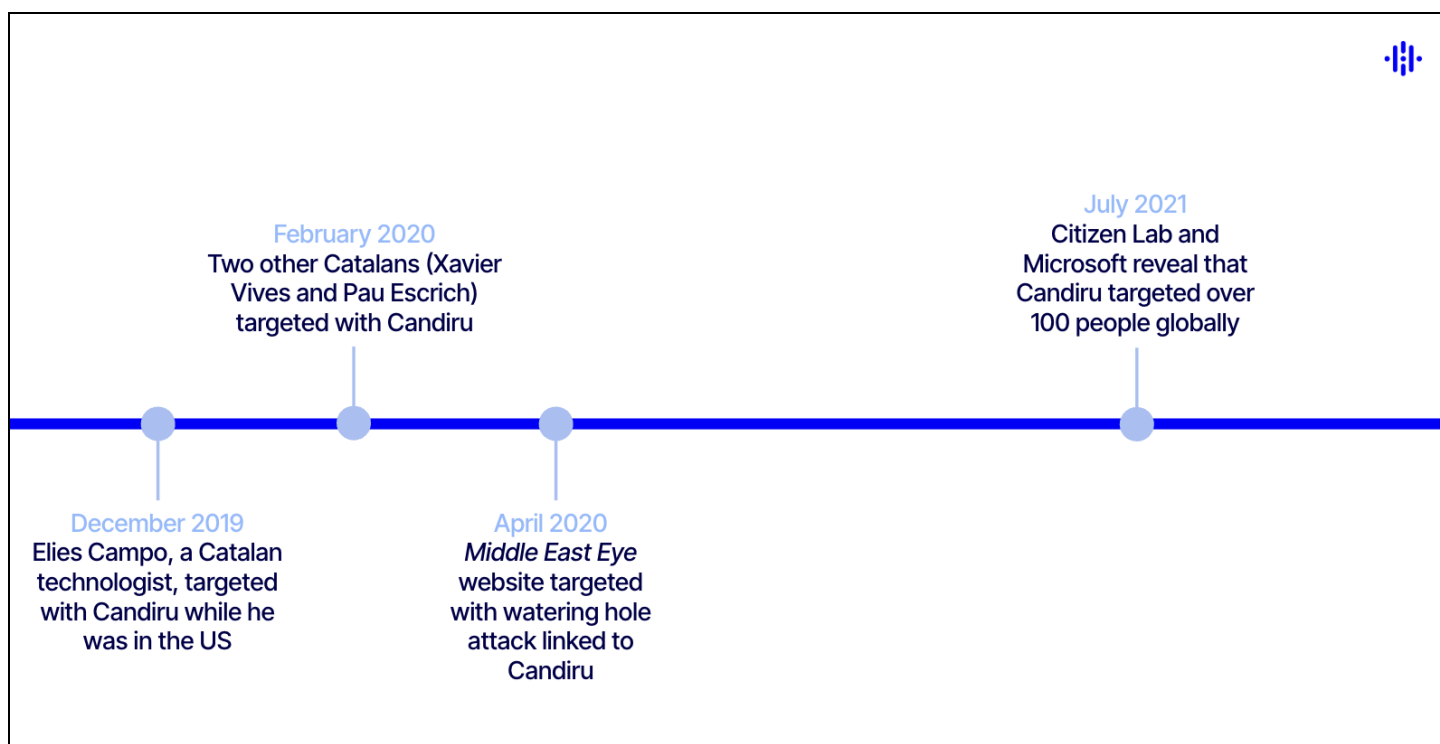 December 2019
Elies Campo, a Catalan
technologist, targeted
with Candiru while he
was in the US
February 2020
Two other Catalans (Xavier
Vives and Pau Escrich)
targeted with Candiru
April 2020
Middle East Eye
website targeted
with watering hole
attack linked to
Candiru
July 2021
Citizen Lab and
Microsoft reveal that
Candiru targeted over
100 people globally